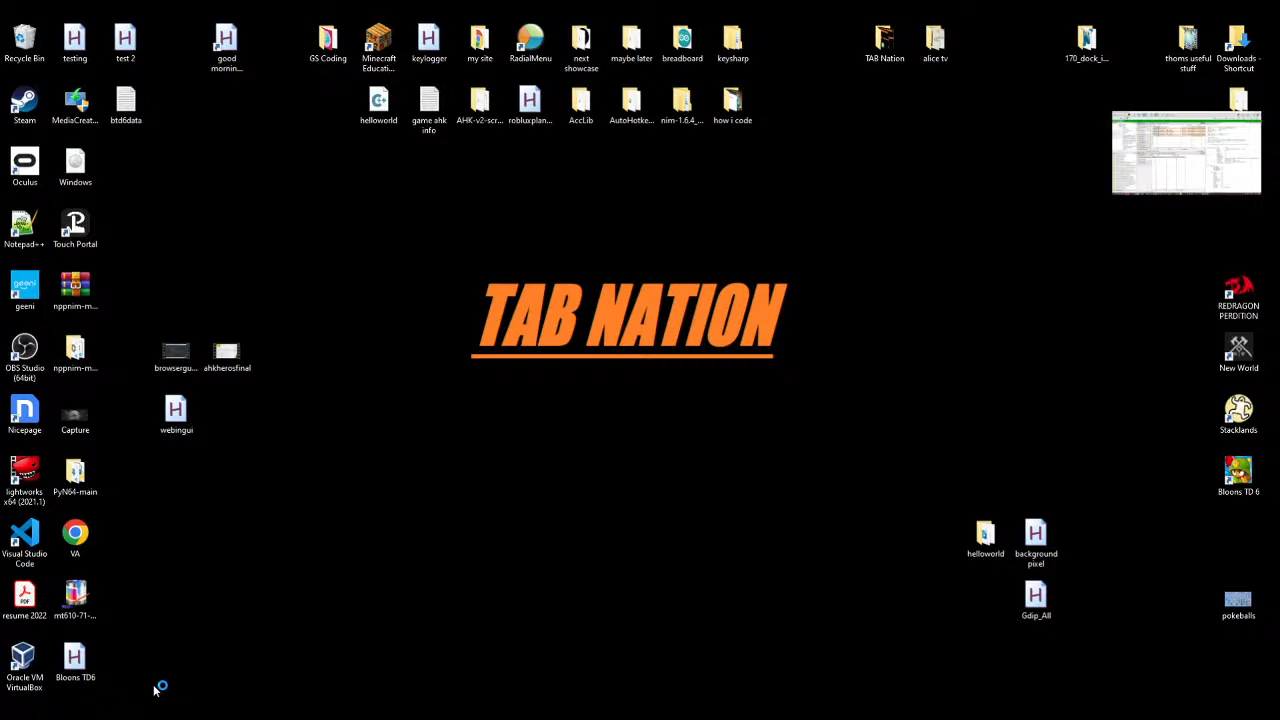 Recycle Bin
testing
test 2
good
mornin...
GS Coding
Minecraft
Educati...
keylogger
my site
RadialMenu
next
showcase
maybe later
breadboard
keysharp
TAB Nation
alice tv
170_dock_i...
thoms useful
stuff
Downloads -
Shortcut
Steam
MediaCreat...
btd6data
helloworld
game ahk
info
AHK-v2-scr...
robluxplan...
AccLib
AutoHotke...
nim-1.6.4_...
how i code
Oculus
Windows
Notepad++
Touch Portal
geeni
geeni
nppnim-m...
REDRAGON
PERDITION
TAB NATION
OBS Studio
(64bit)
nppnim-m...
browsergu...
ahkherosfinal
New World
Nicepage
Capture
webingui
Stacklands
lightworks
x64 (2021.1)
PyN64-main
Bloons TD 6
Visual Studio
Code
VA
helloworld
background
pixel
PDF
resume 2022
mt610-71-...
Gdip_All
pokeballs
Oracle VM
VirtualBox
Bloons TD6